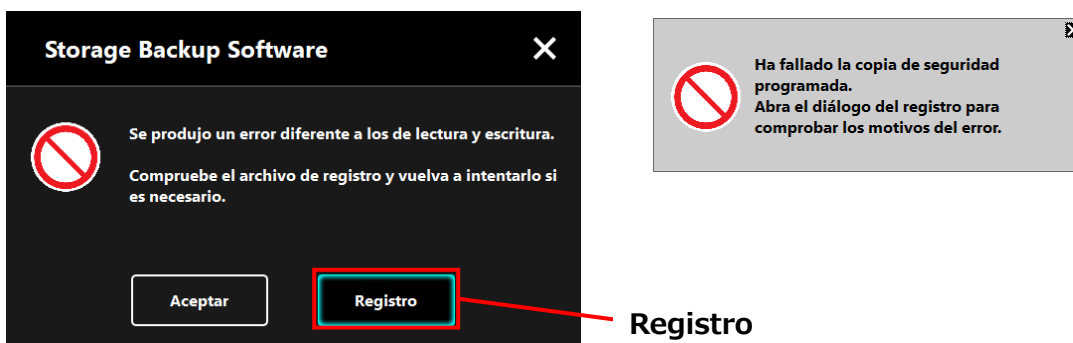 Storage Backup Software
Se produjo un error diferente a los de lectura y escritura.
Compruebe el archivo de registro y vuelva a intentarlo si
es necesario.
Aceptar
Registro
Ha fallado la copia de seguridad
programada.
Abra el diálogo del registro para
comprobar los motivos del error.
Registro